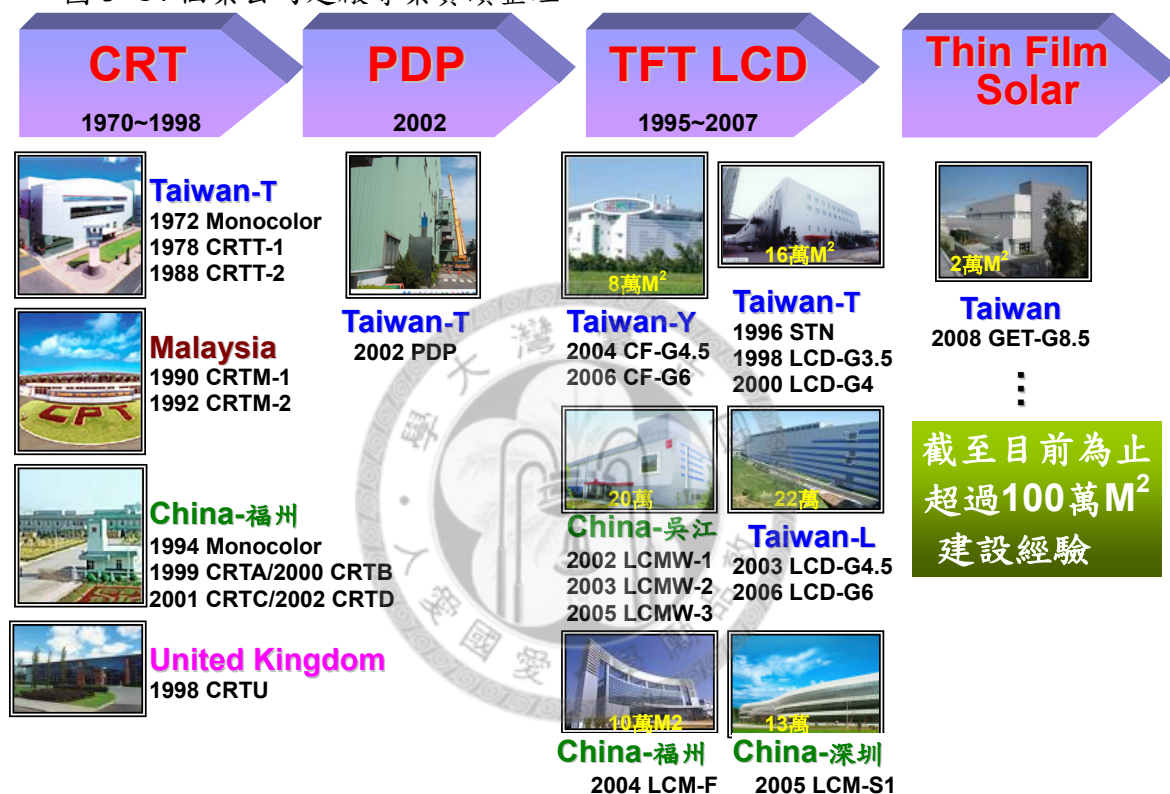 CRT
1970~1998
PDP
2002
TFT LCD
1995~2007
Thin Film
Solar
Taiwan-T
1972 Monocolor
1978 CRTT-1
1988 CRTT-2
Malaysia
1990 CRTM-1
1992 CRTM-2
CPT
China-福州
1994 Monocolor
1999 CRTA/2000 CRTB
2001 CRTC/2002 CRTD
United Kingdom
1998 CRTU
Taiwan-T
2002 PDP
8萬M²
Taiwan-Y
2004 CF-G4.5
2006 CF-G6
16萬M²
Taiwan-T
1996 STN
1998 LCD-G3.5
2000 LCD-G4
20萬
China-吳江
2002 LCMW-1
2003 LCMW-2
2005 LCMW-3
22萬
Taiwan-L
2003 LCD-G4.5
2006 LCD-G6
10萬M2
China-福州
2004 LCM-F
13萬
China-深圳
2005 LCM-S1
2萬M²
Taiwan
2008 GET-G8.5
⋮
截至目前為止
超過100萬M²
建設經驗